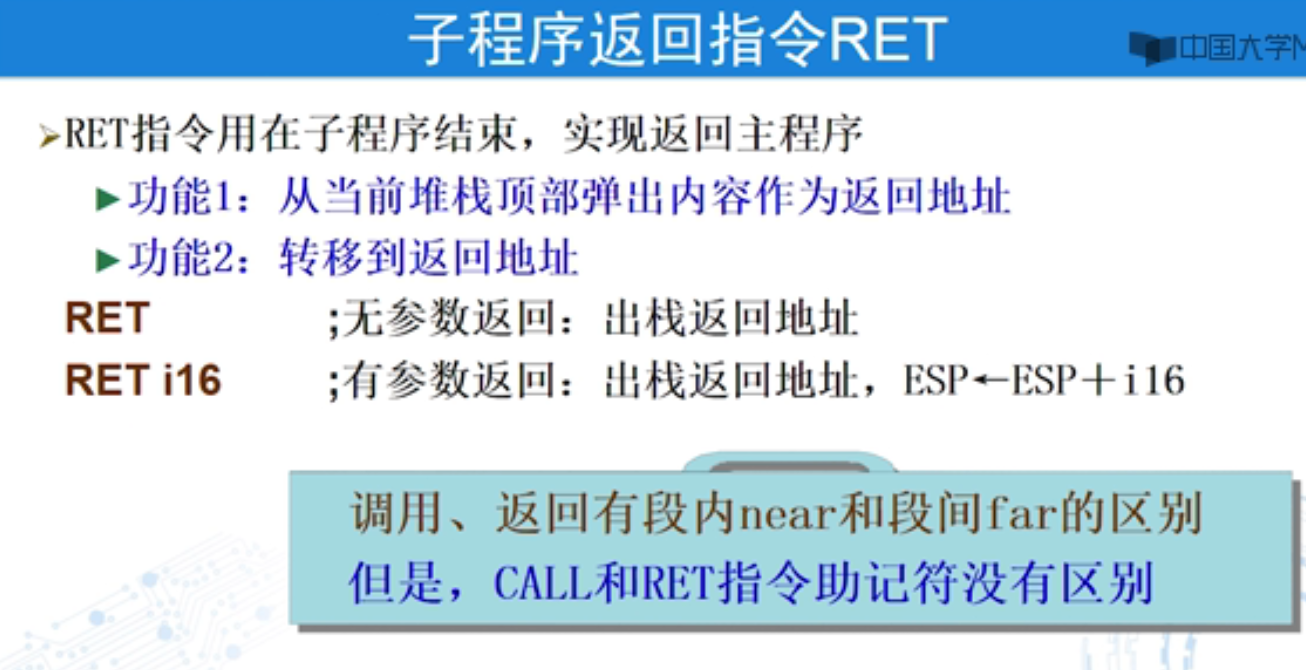 子程序返回指令RET
中国大学M
➢RET指令用在子程序结束，实现返回主程序
►功能1：从当前堆栈顶部弹出内容作为返回地址
►功能2：转移到返回地址
RET ;无参数返回：出栈返回地址
RET i16 ;有参数返回：出栈返回地址，ESP←ESP＋i16
调用、返回有段内near和段间far的区别
但是，CALL和RET指令助记符没有区别